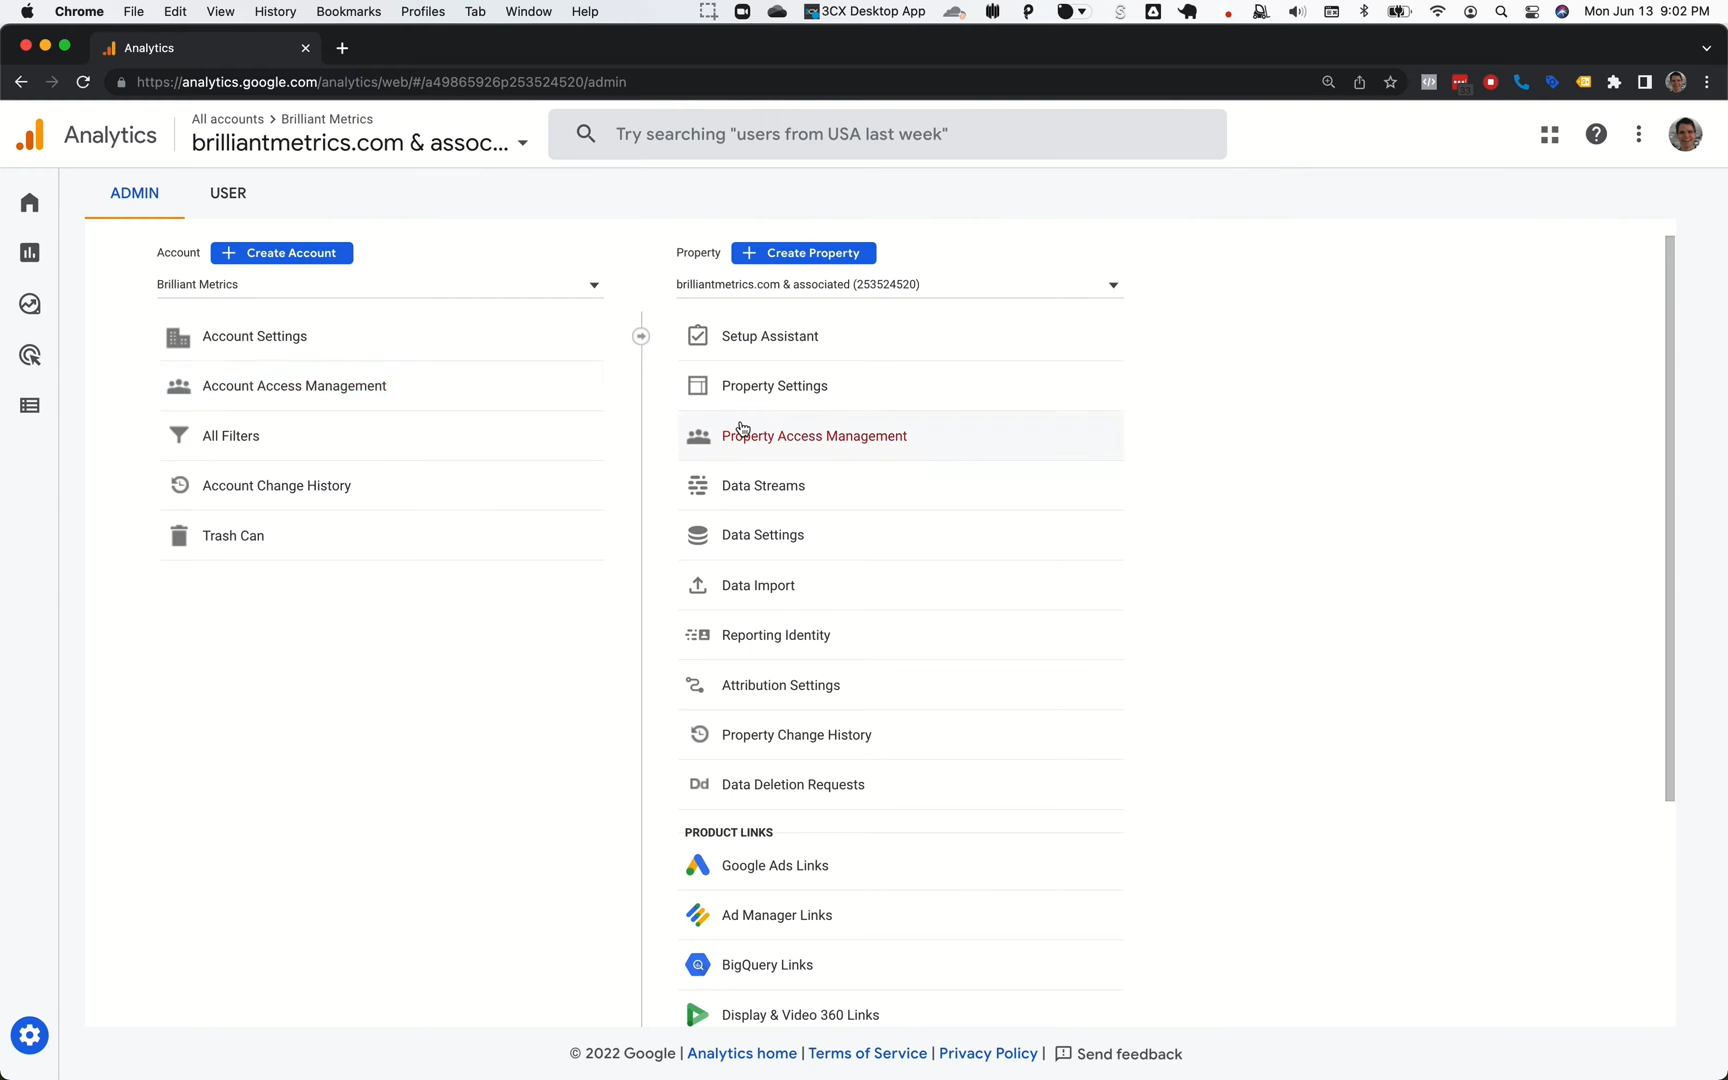 Chrome File Edit View History Bookmarks Profiles Tab Window Help 3CX Desktop App Mon Jun 13 9:02 PM
Analytics
https://analytics.google.com/analytics/web/#/a49865926p253524520/admin
Analytics
All accounts > Brilliant Metrics
brilliantmetrics.com & assoc...
Try searching "users from USA last week"
ADMIN USER
Account + Create Account
Brilliant Metrics
Account Settings
Account Access Management
All Filters
Account Change History
Trash Can
Property + Create Property
brilliantmetrics.com & associated (253524520)
Setup Assistant
Property Settings
Property Access Management
Data Streams
Data Settings
Data Import
Reporting Identity
Attribution Settings
Property Change History
Dd Data Deletion Requests
PRODUCT LINKS
Google Ads Links
Ad Manager Links
BigQuery Links
Display & Video 360 Links
© 2022 Google | Analytics home | Terms of Service | Privacy Policy | Send feedback